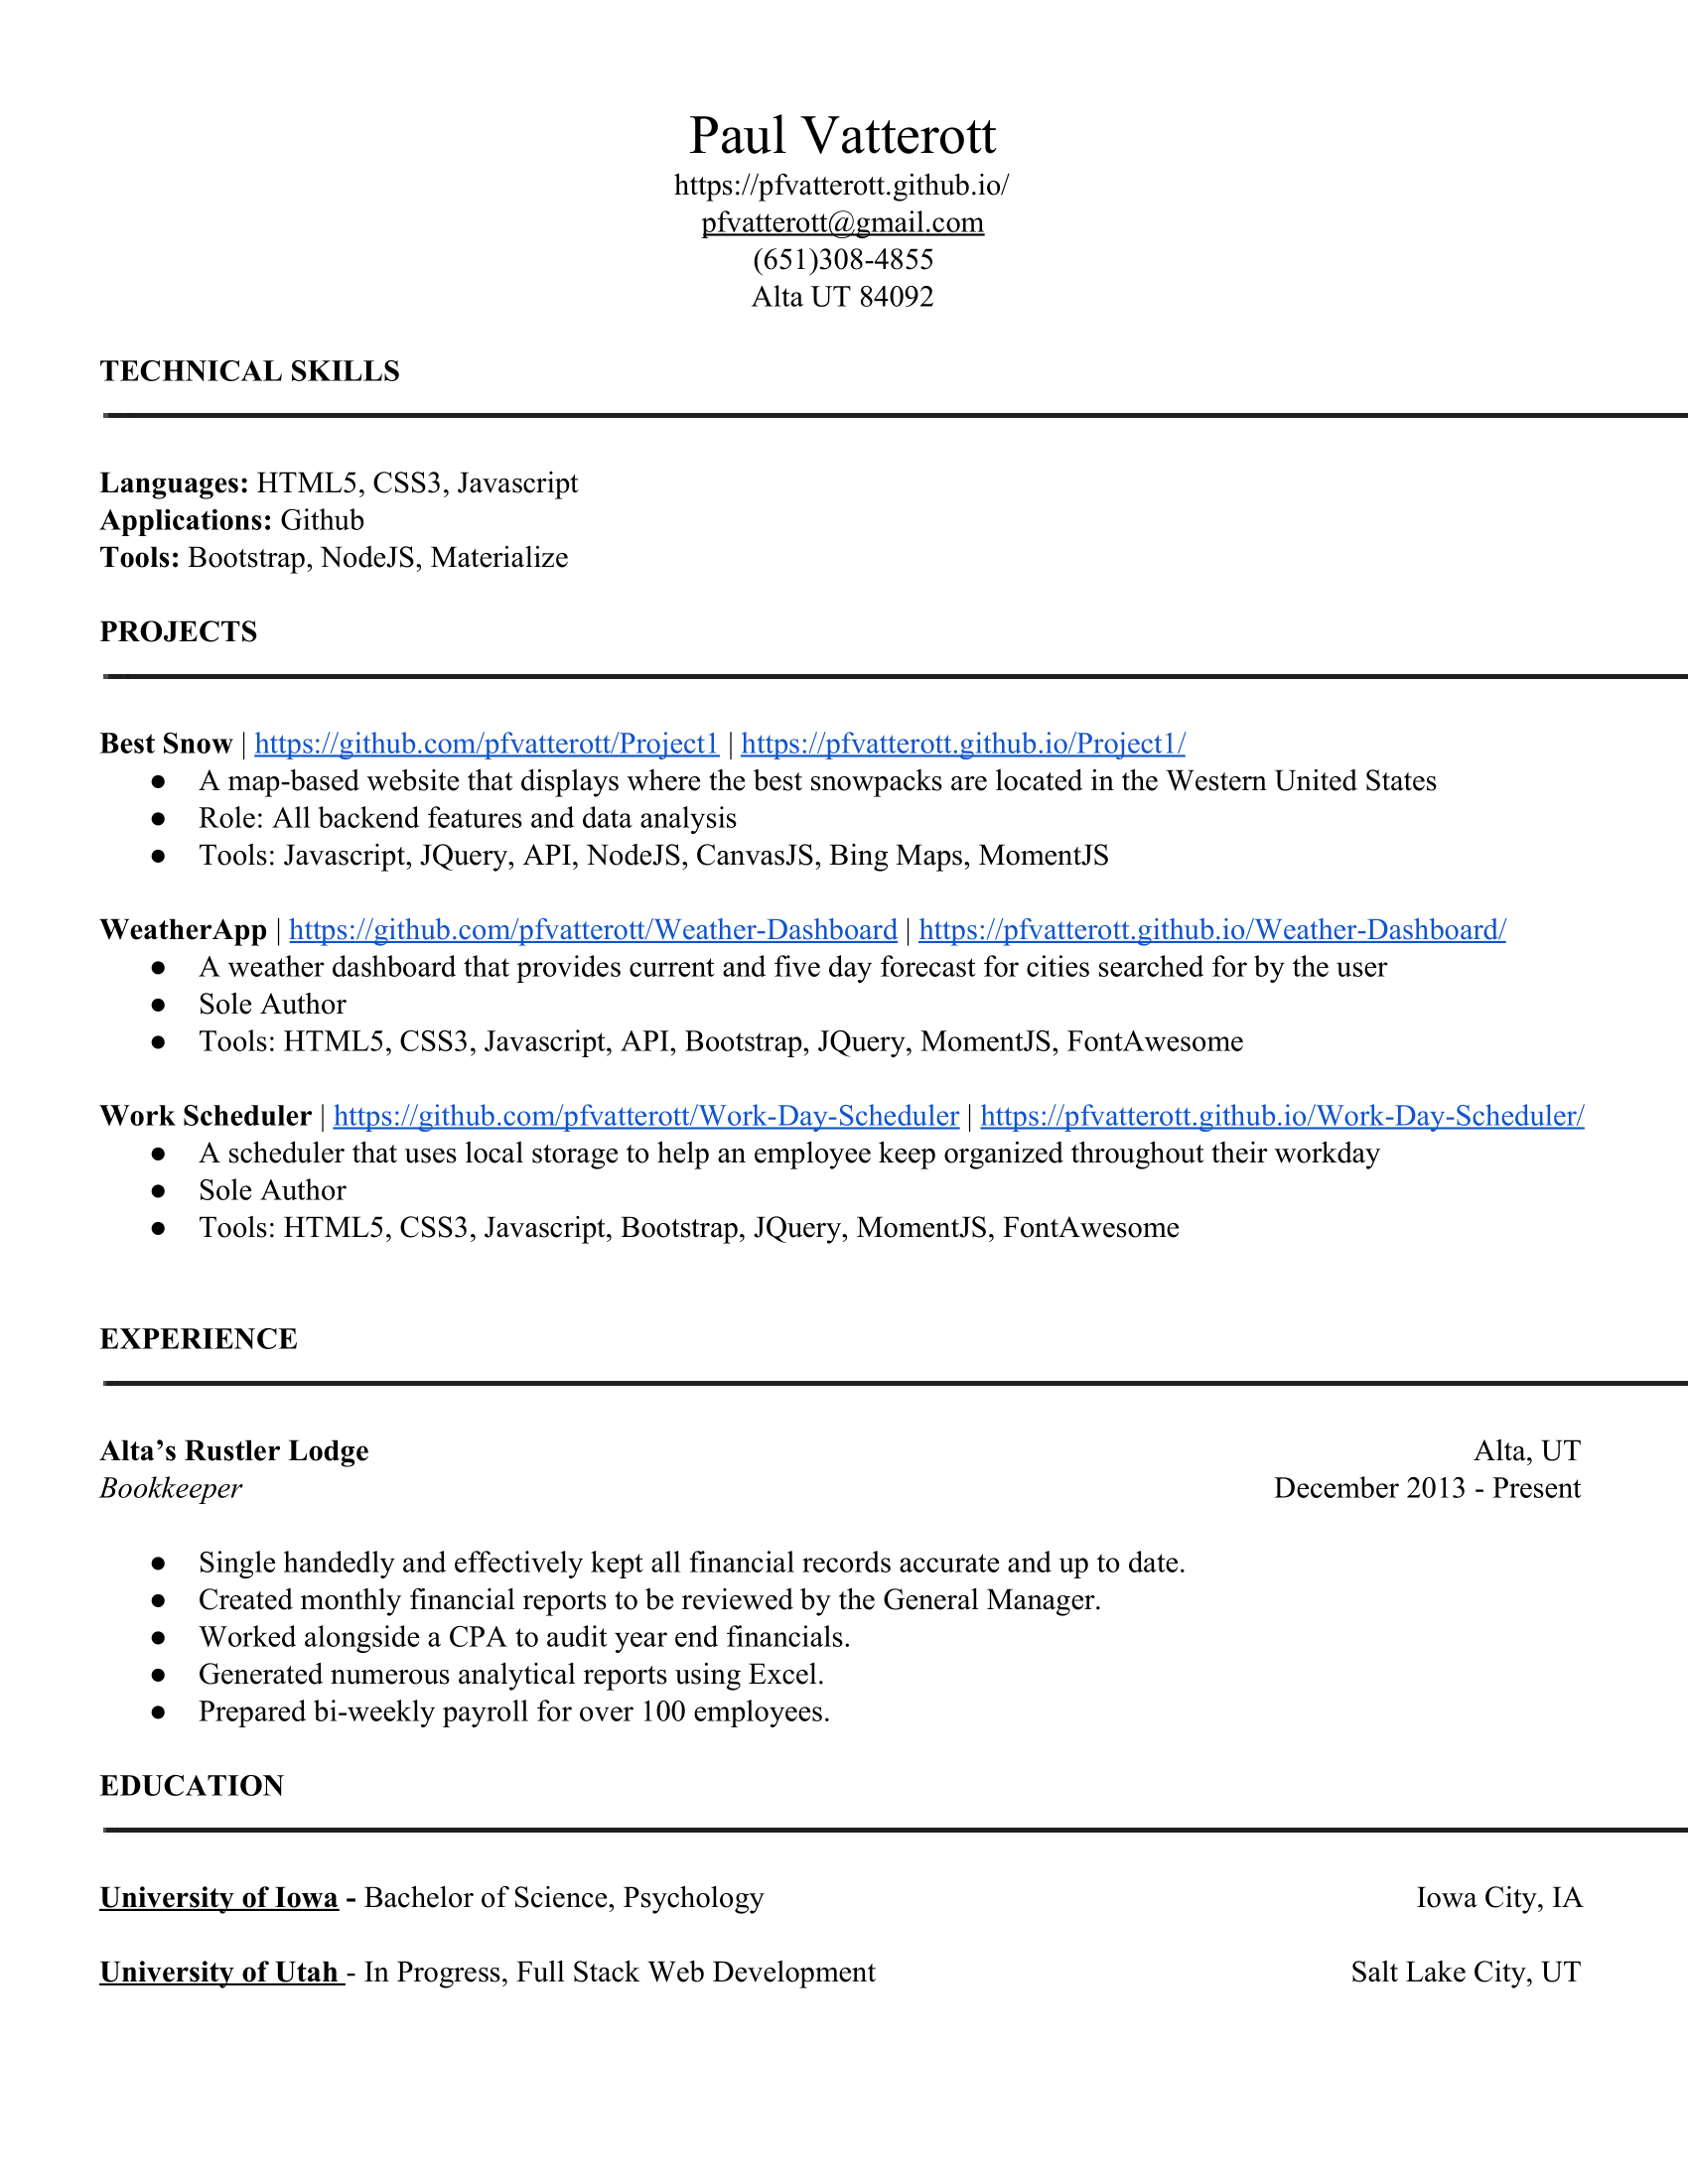 Paul Vatterott
https://pfvatterott.github.io/
pfvatterott@gmail.com
(651)308-4855
Alta UT 84092
TECHNICAL SKILLS
Languages: HTML5, CSS3, Javascript
Applications: Github
Tools: Bootstrap, NodeJS, Materialize
PROJECTS
Best Snow | https://github.com/pfvatterott/Project1 | https://pfvatterott.github.io/Project1/
● A map-based website that displays where the best snowpacks are located in the Western United States
● Role: All backend features and data analysis
● Tools: Javascript, JQuery, API, NodeJS, CanvasJS, Bing Maps, MomentJS
WeatherApp | https://github.com/pfvatterott/Weather-Dashboard | https://pfvatterott.github.io/Weather-Dashboard/
● A weather dashboard that provides current and five day forecast for cities searched for by the user
● Sole Author
● Tools: HTML5, CSS3, Javascript, API, Bootstrap, JQuery, MomentJS, FontAwesome
Work Scheduler | https://github.com/pfvatterott/Work-Day-Scheduler | https://pfvatterott.github.io/Work-Day-Scheduler/
● A scheduler that uses local storage to help an employee keep organized throughout their workday
● Sole Author
● Tools: HTML5, CSS3, Javascript, Bootstrap, JQuery, MomentJS, FontAwesome
EXPERIENCE
Alta’s Rustler Lodge Alta, UT
Bookkeeper December 2013 - Present
● Single handedly and effectively kept all financial records accurate and up to date.
● Created monthly financial reports to be reviewed by the General Manager.
● Worked alongside a CPA to audit year end financials.
● Generated numerous analytical reports using Excel.
● Prepared bi-weekly payroll for over 100 employees.
EDUCATION
University of Iowa - Bachelor of Science, Psychology Iowa City, IA
University of Utah - In Progress, Full Stack Web Development Salt Lake City, UT